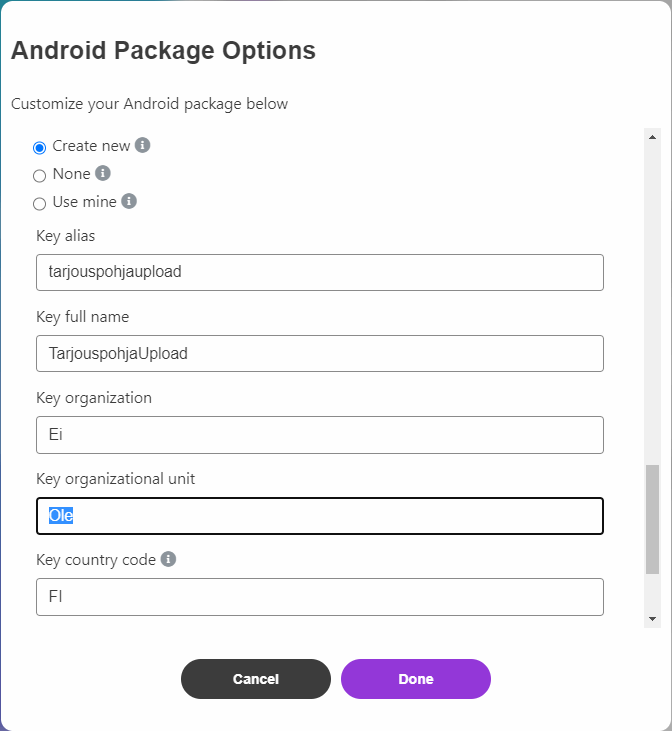 Android Package Options
Customize your Android package below
Create new
None
Use mine
Key alias
tarjouspohjaupload
Key full name
TarjouspohjaUpload
Key organization
Ei
Key organizational unit
Ole
Key country code
FI
Cancel Done